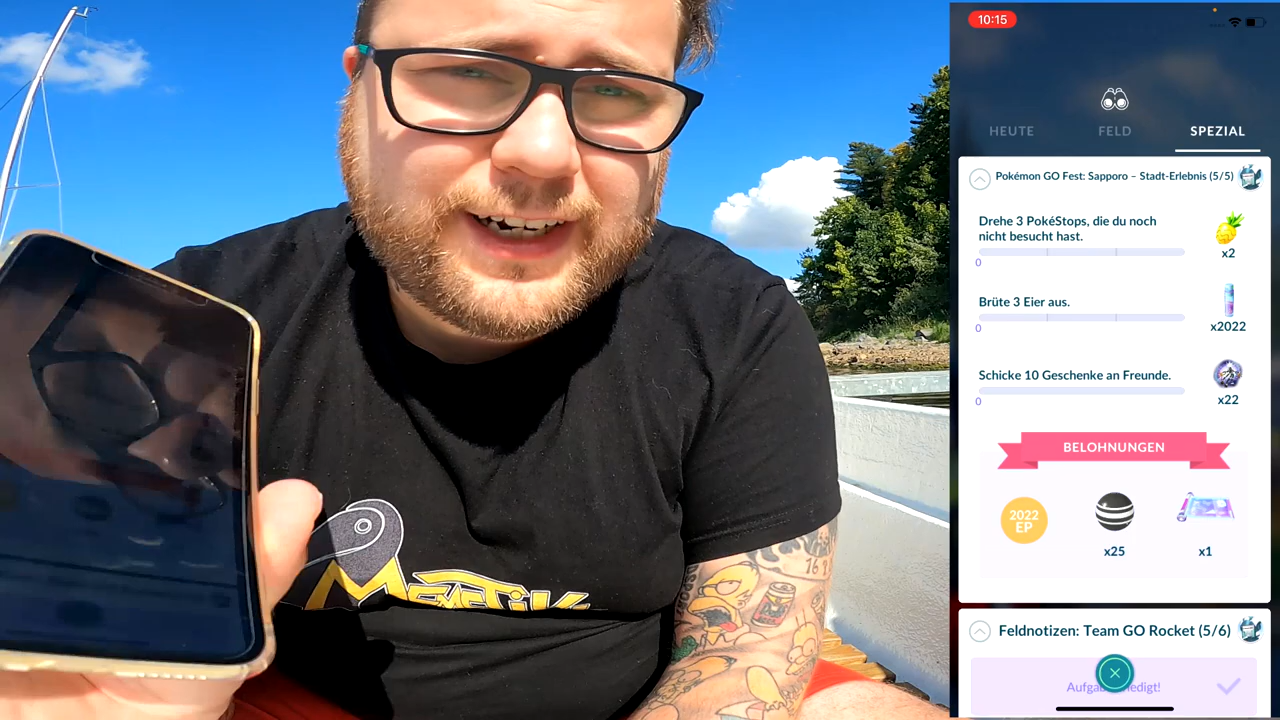 10:15
HEUTE
FELD
SPEZIAL
Pokémon GO Fest: Sapporo – Stadt-Erlebnis (5/5)
Drehe 3 PokéStops, die du noch
nicht besucht hast.
x2
0
Brüte 3 Eier aus.
x2022
0
Schicke 10 Geschenke an Freunde.
x22
0
BELOHNUNGEN
2022
EP
x25
x1
Feldnotizen: Team GO Rocket (5/6)